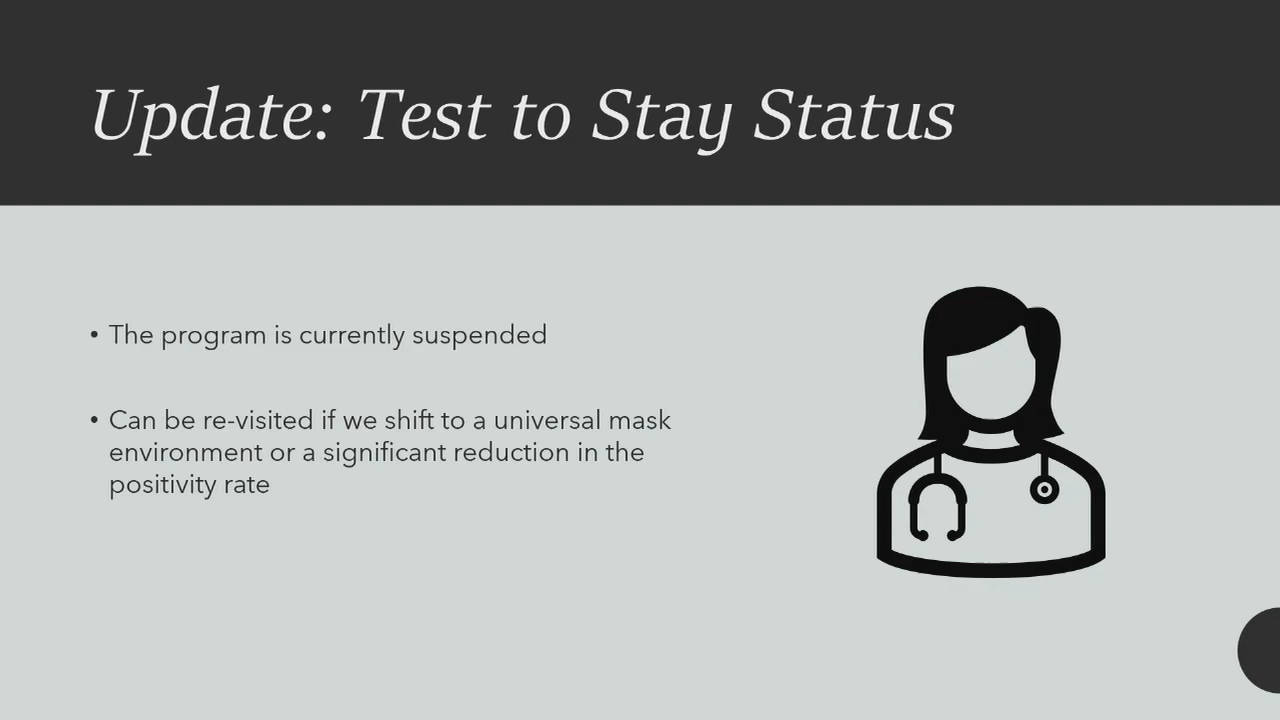 Update: Test to Stay Status
• The program is currently suspended
• Can be re-visited if we shift to a universal mask
environment or a significant reduction in the
positivity rate